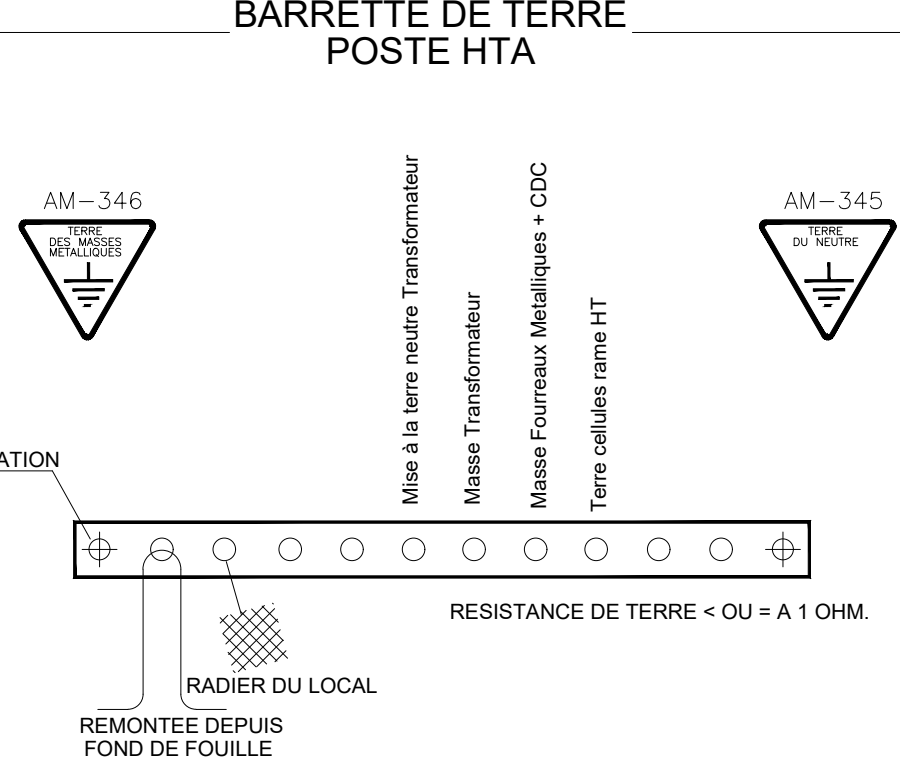 BARRETTE DE TERRE
POSTE HTA
AM-346
TERRE
DES MASSES
METALLIQUES
AM-345
TERRE
DU NEUTRE
Mise à la terre neutre Transformateur
Masse Transformateur
Masse Fourreaux Metalliques + CDC
Terre cellules rame HT
ATION
RESISTANCE DE TERRE < OU = A 1 OHM.
RADIER DU LOCAL
REMONTEE DEPUIS
FOND DE FOUILLE